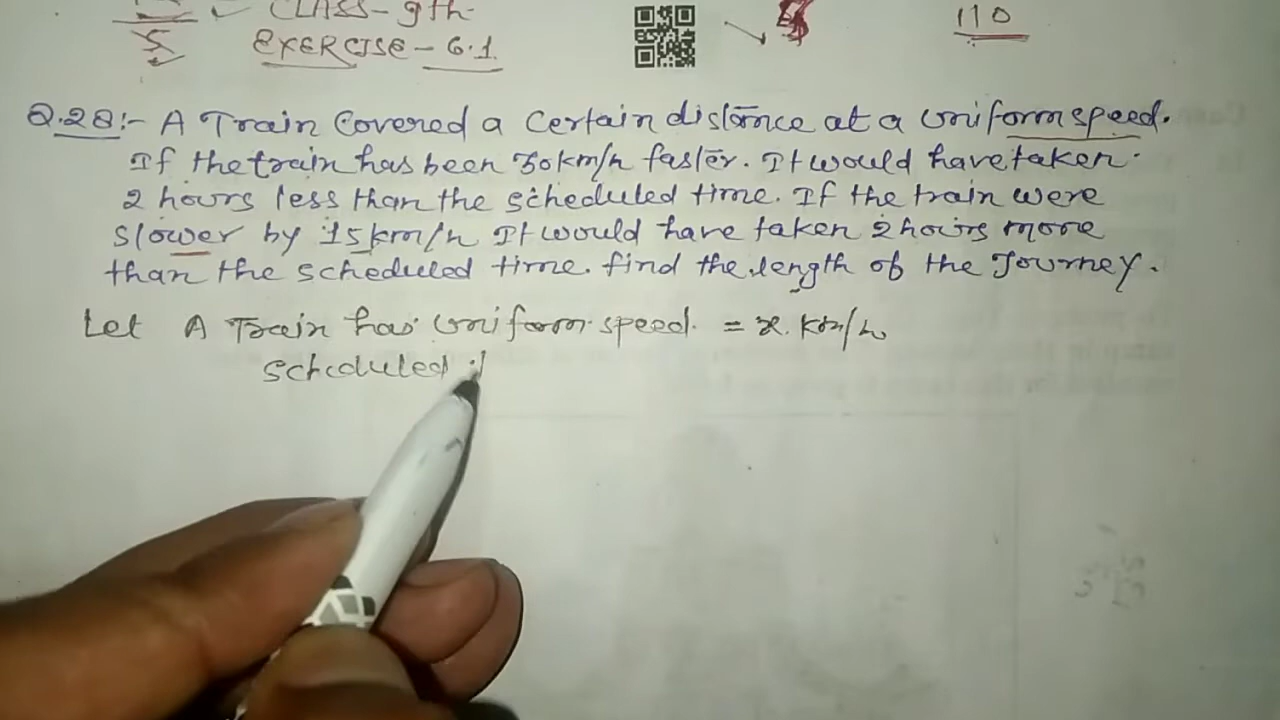 CLASS-9th
110
EXERCISE-6.1
Q.28:- A Train Covered a Certain distance at a uniform speed.
If the train has been 30km/h faster. It would have taken
2 hours less than the scheduled time. If the train were
slower by 15km/h It would have taken 2 hours more
than the scheduled time. find the length of the Journey.
Let A Train has uniform speed. = x. km/h
Scheduled